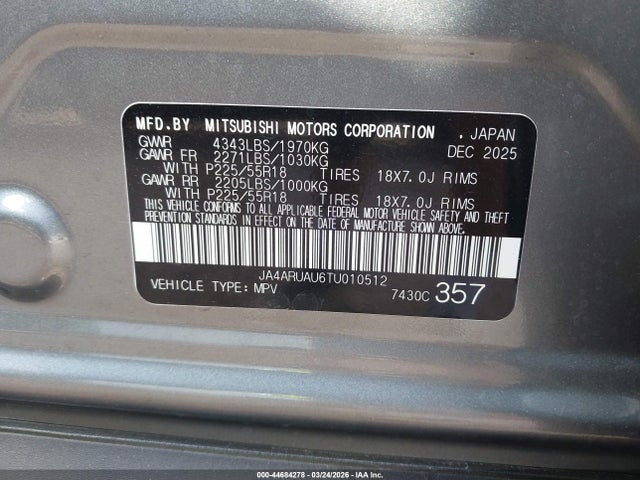 MFD.BY MITSUBISHI MOTORS CORPORATION . JAPAN
GVWR 4343LBS/1970KG DEC 2025
GAWR FR 2271LBS/1030KG
WITH P225/55R18 TIRES 18X7.0J RIMS
GAWR RR 2205LBS/1000KG
WITH P225/55R18 TIRES 18X7.0J RIMS
THIS VEHICLE CONFORMS TO ALL APPLICABLE FEDERAL MOTOR VEHICLE SAFETY AND THEFT
PREVENTION STANDARDS IN EFFECT ON THE DATE OF MANUFACTURE SHOWN ABOVE.
JA4ARUAU6TU010512
VEHICLE TYPE: MPV 7430C 357
000-44684278 - 03/24/2026 - IAAI.COM